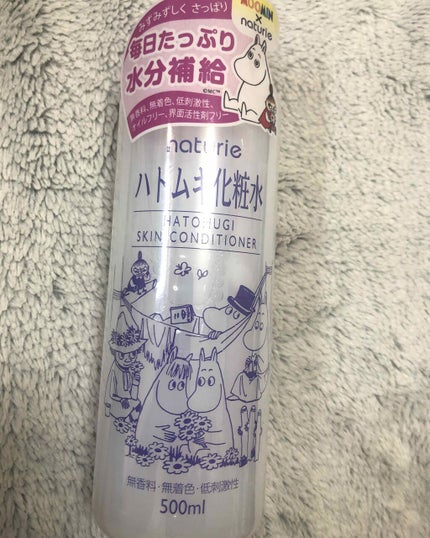 みずみずしく さっぱり
毎日たっぷり
水分補給
©MC™
無香料、無着色、低刺激性、
オイルフリー、界面活性剤フリー
MOOMIN
×
naturie
naturie
ハトムギ化粧水
HATOMUGI
SKIN CONDITIONER
無香料・無着色・低刺激性
500ml